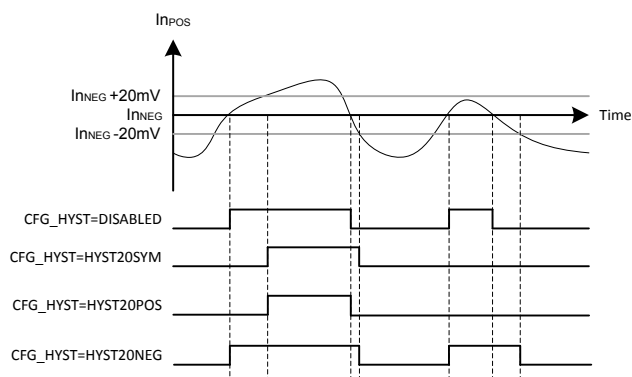 InPOS
InNEG +20mV
InNEG
Time
InNEG -20mV
CFG_HYST=DISABLED
CFG_HYST=HYST20SYM
CFG_HYST=HYST20POS
CFG_HYST=HYST20NEG